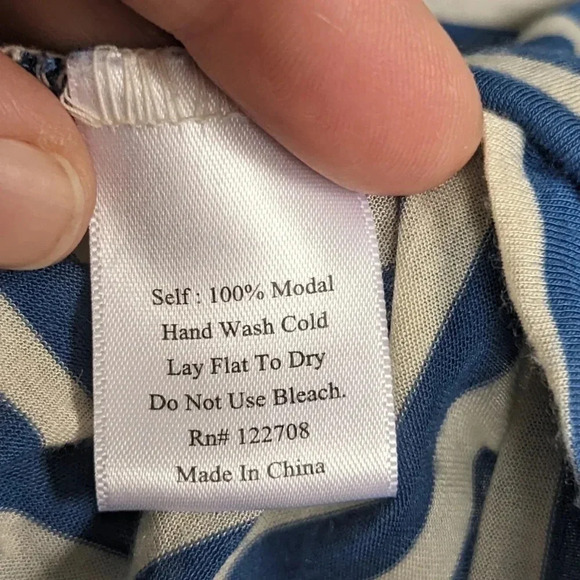 Self : 100% Modal
Hand Wash Cold
Lay Flat To Dry
Do Not Use Bleach.
Rn# 122708
Made In China